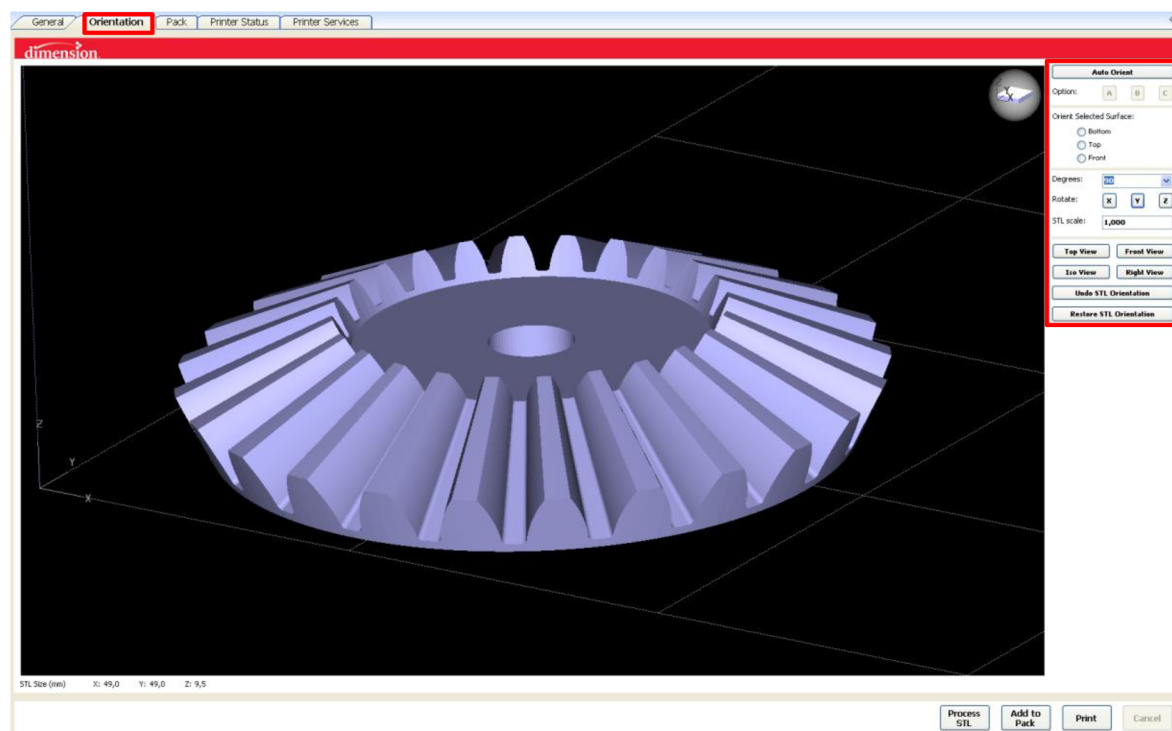 General Orientation Pack Printer Status Printer Services
dimension
Auto Orient
Option: A B C
Orient Selected Surface:
Bottom
Top
Front
Degrees: 90
Rotate: X Y Z
STL scale: 1,000
Top View Front View
Iso View Right View
Undo STL Orientation
Restore STL Orientation
Y
X
Z
Y
X
STL Size (mm) X: 49,0 Y: 49,0 Z: 9,5
Process STL Add to Pack Print Cancel